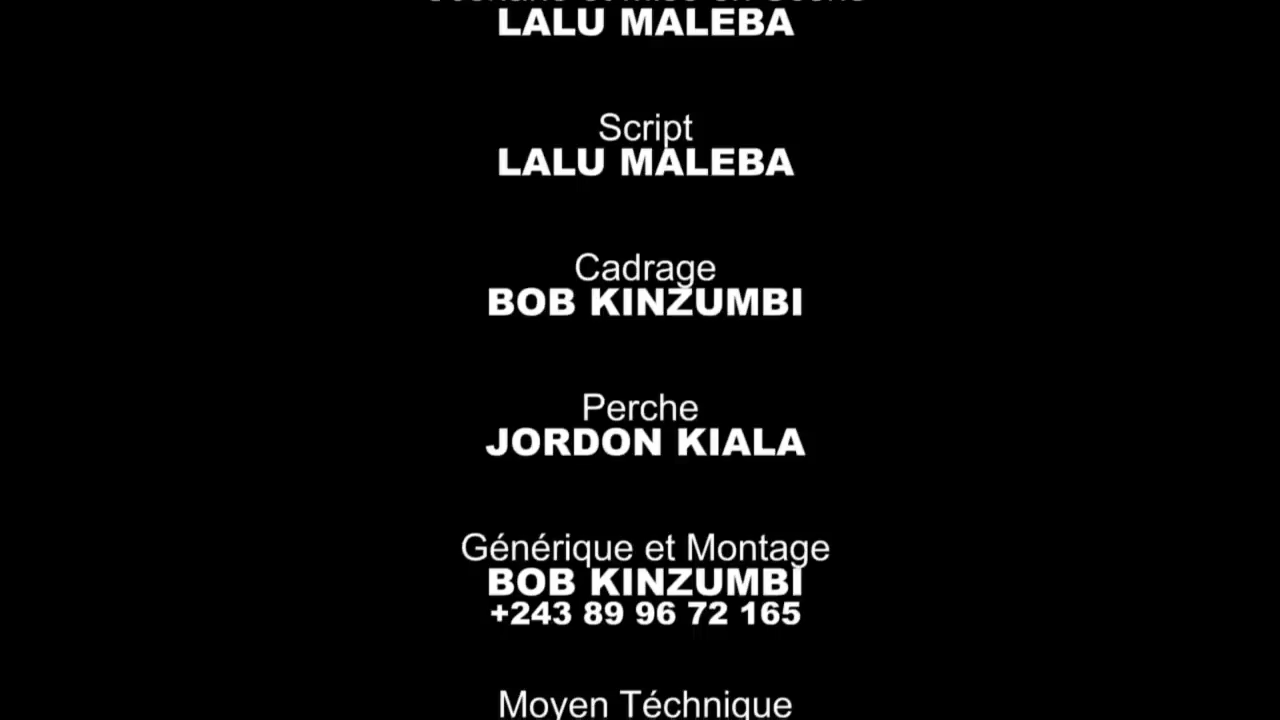 LALU MALEBA
Script
LALU MALEBA
Cadrage
BOB KINZUMBI
Perche
JORDON KIALA
Générique et Montage
BOB KINZUMBI
+243 89 96 72 165
Moyen Téchnique